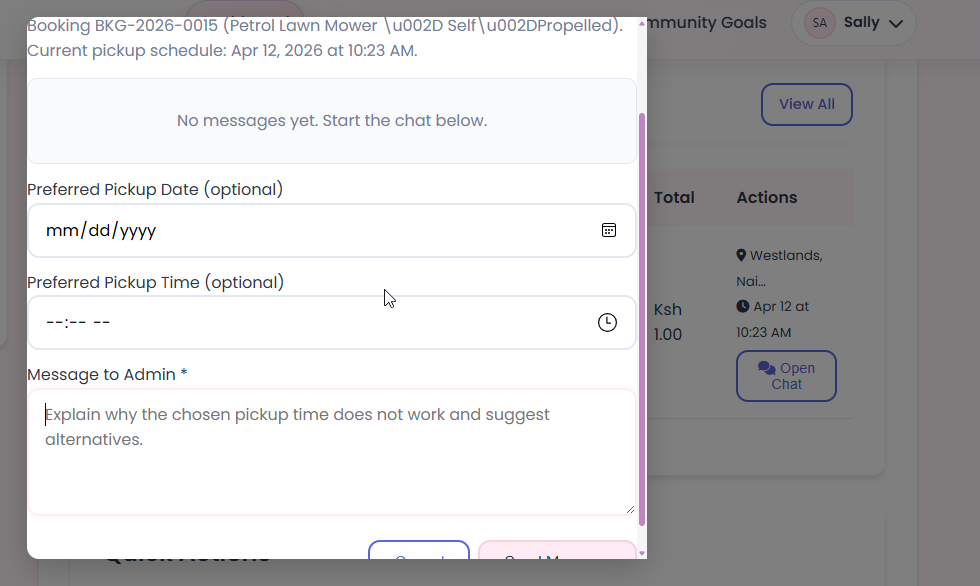 Booking BKG-2026-0015 (Petrol Lawn Mower \u002D Self\u002DPropelled).
Current pickup schedule: Apr 12, 2026 at 10:23 AM.
No messages yet. Start the chat below.
Preferred Pickup Date (optional)
mm/dd/yyyy
Preferred Pickup Time (optional)
--:-- --
Message to Admin *
Explain why the chosen pickup time does not work and suggest
alternatives.
mmunity Goals
SA
Sally
View All
Total
Actions
Westlands,
Nai...
Apr 12 at
10:23 AM
Ksh
1.00
Open
Chat